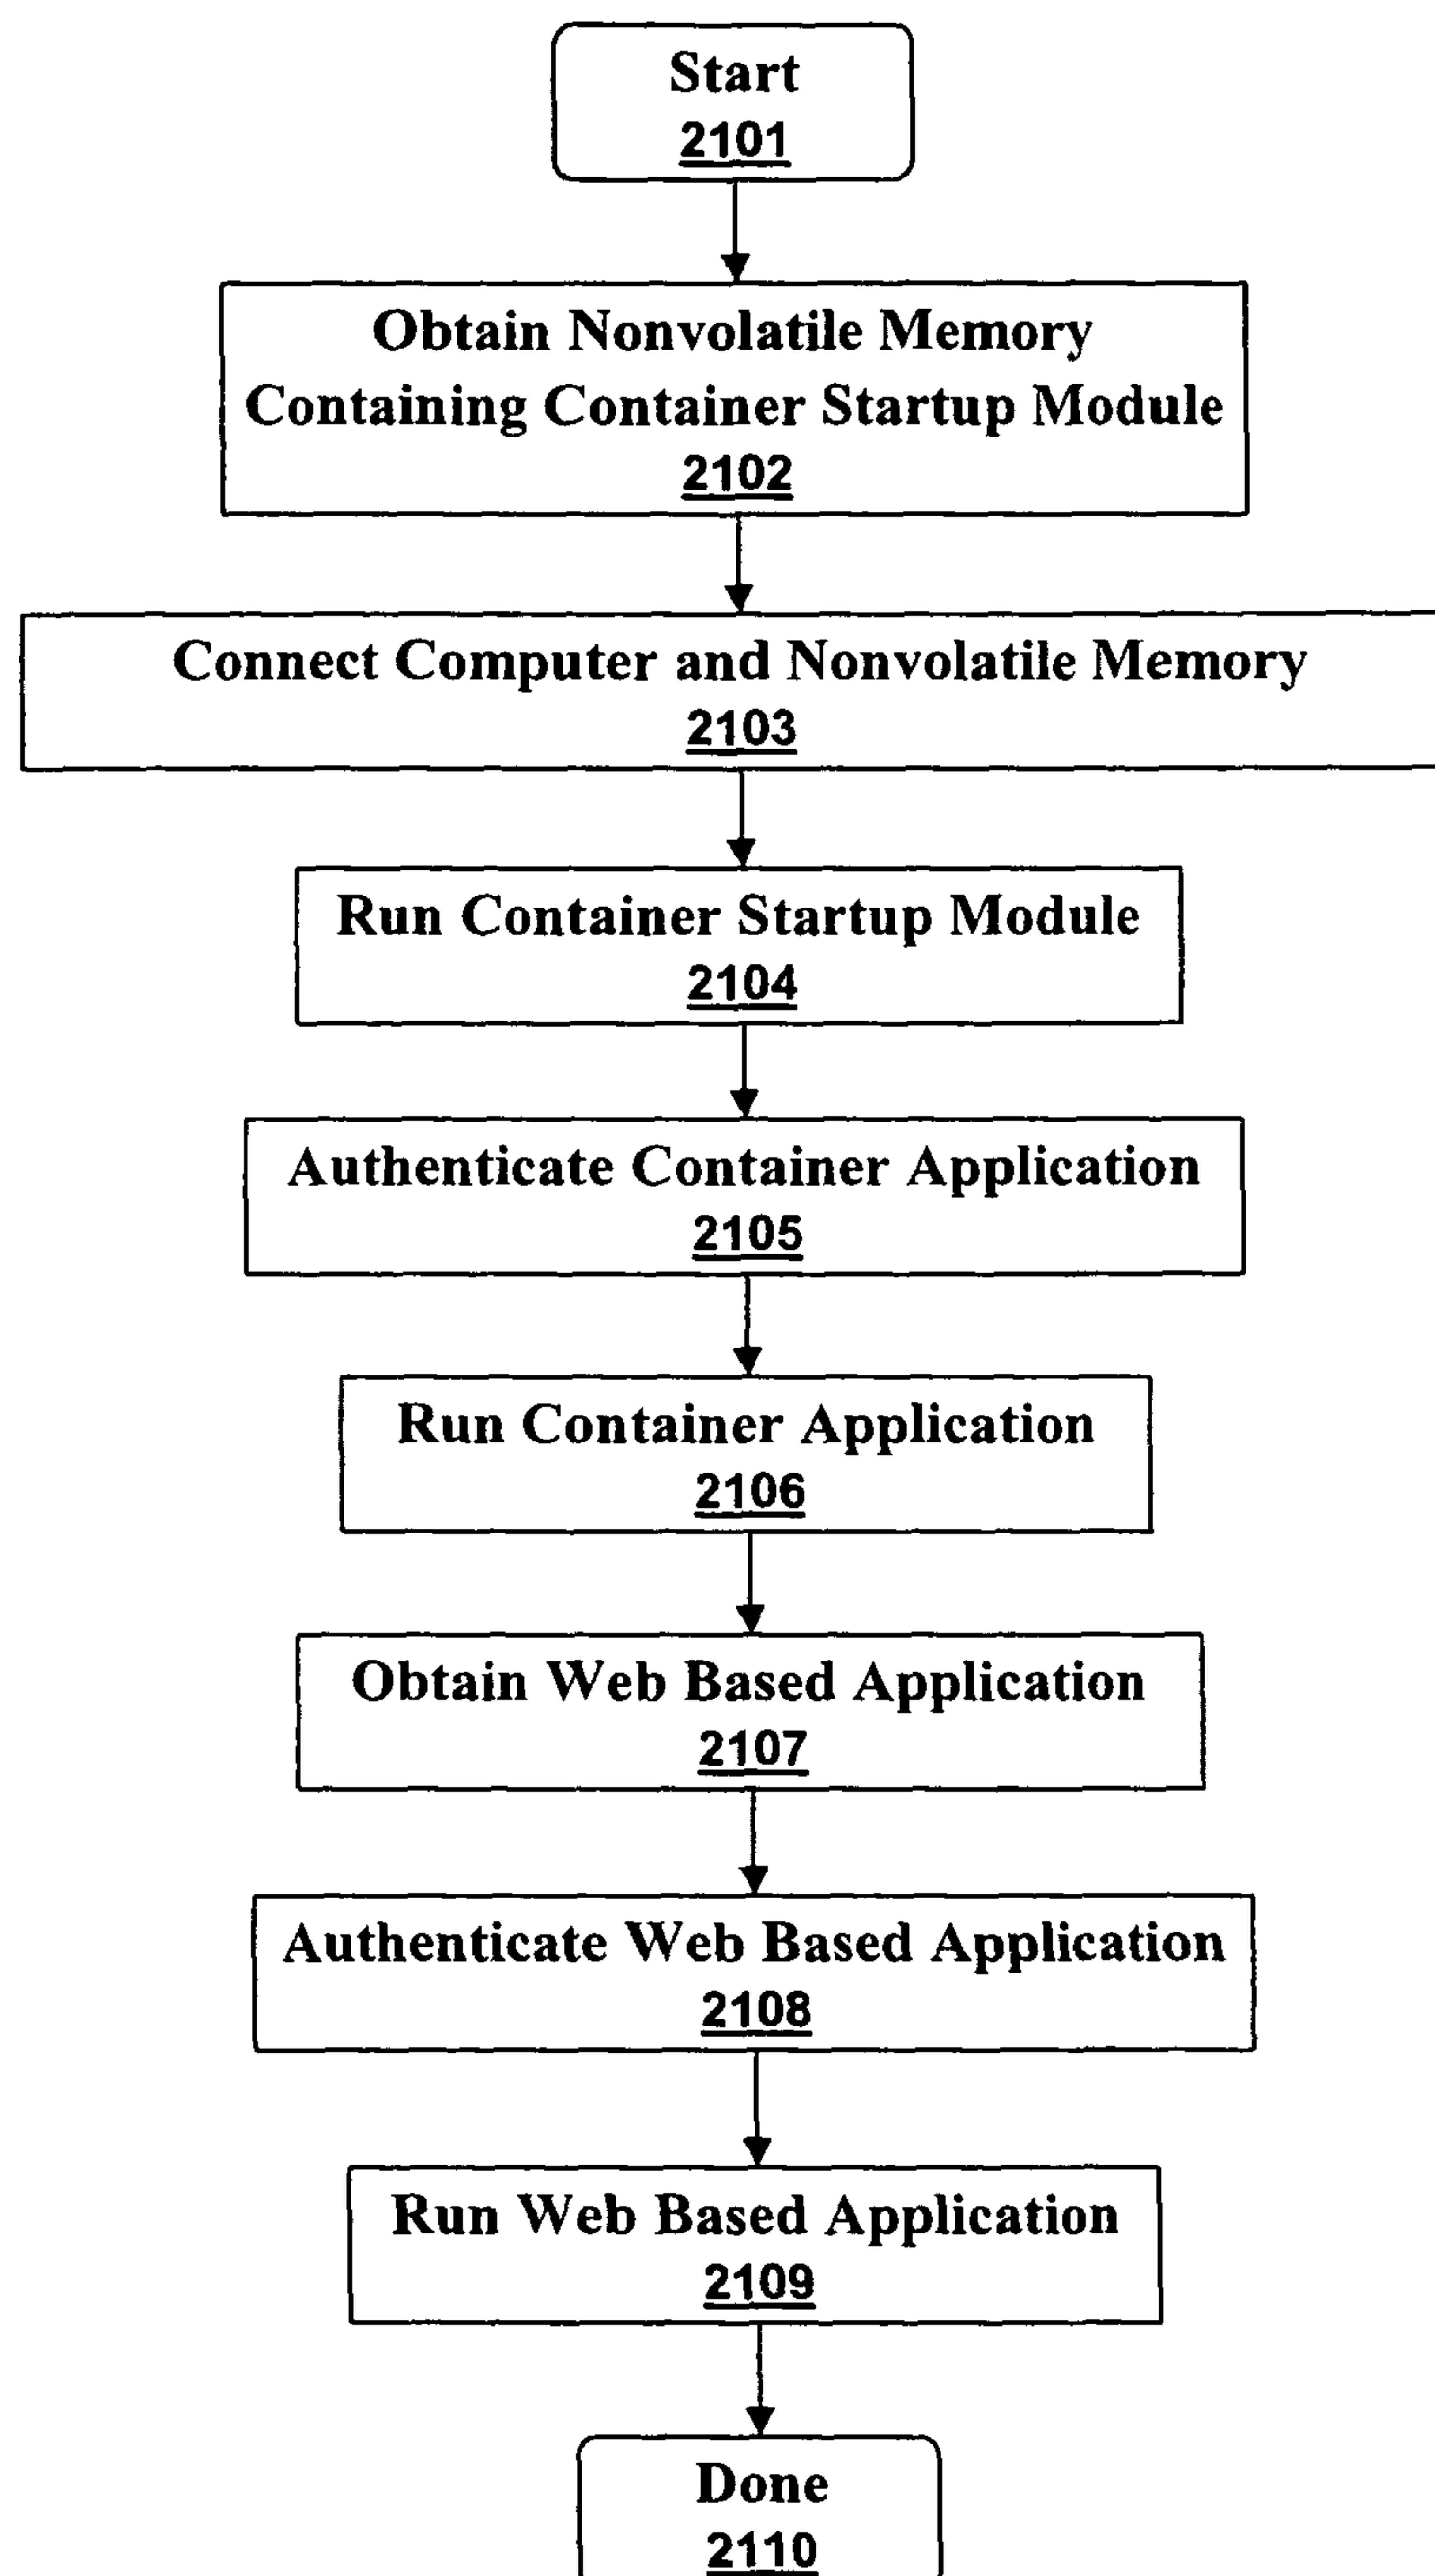 Start
2101
Obtain Nonvolatile Memory
Containing Container Startup Module
2102
Connect Computer and Nonvolatile Memory
2103
Run Container Startup Module
2104
Authenticate Container Application
2105
Run Container Application
2106
Obtain Web Based Application
2107
Authenticate Web Based Application
2108
Run Web Based Application
2109
Done
2110